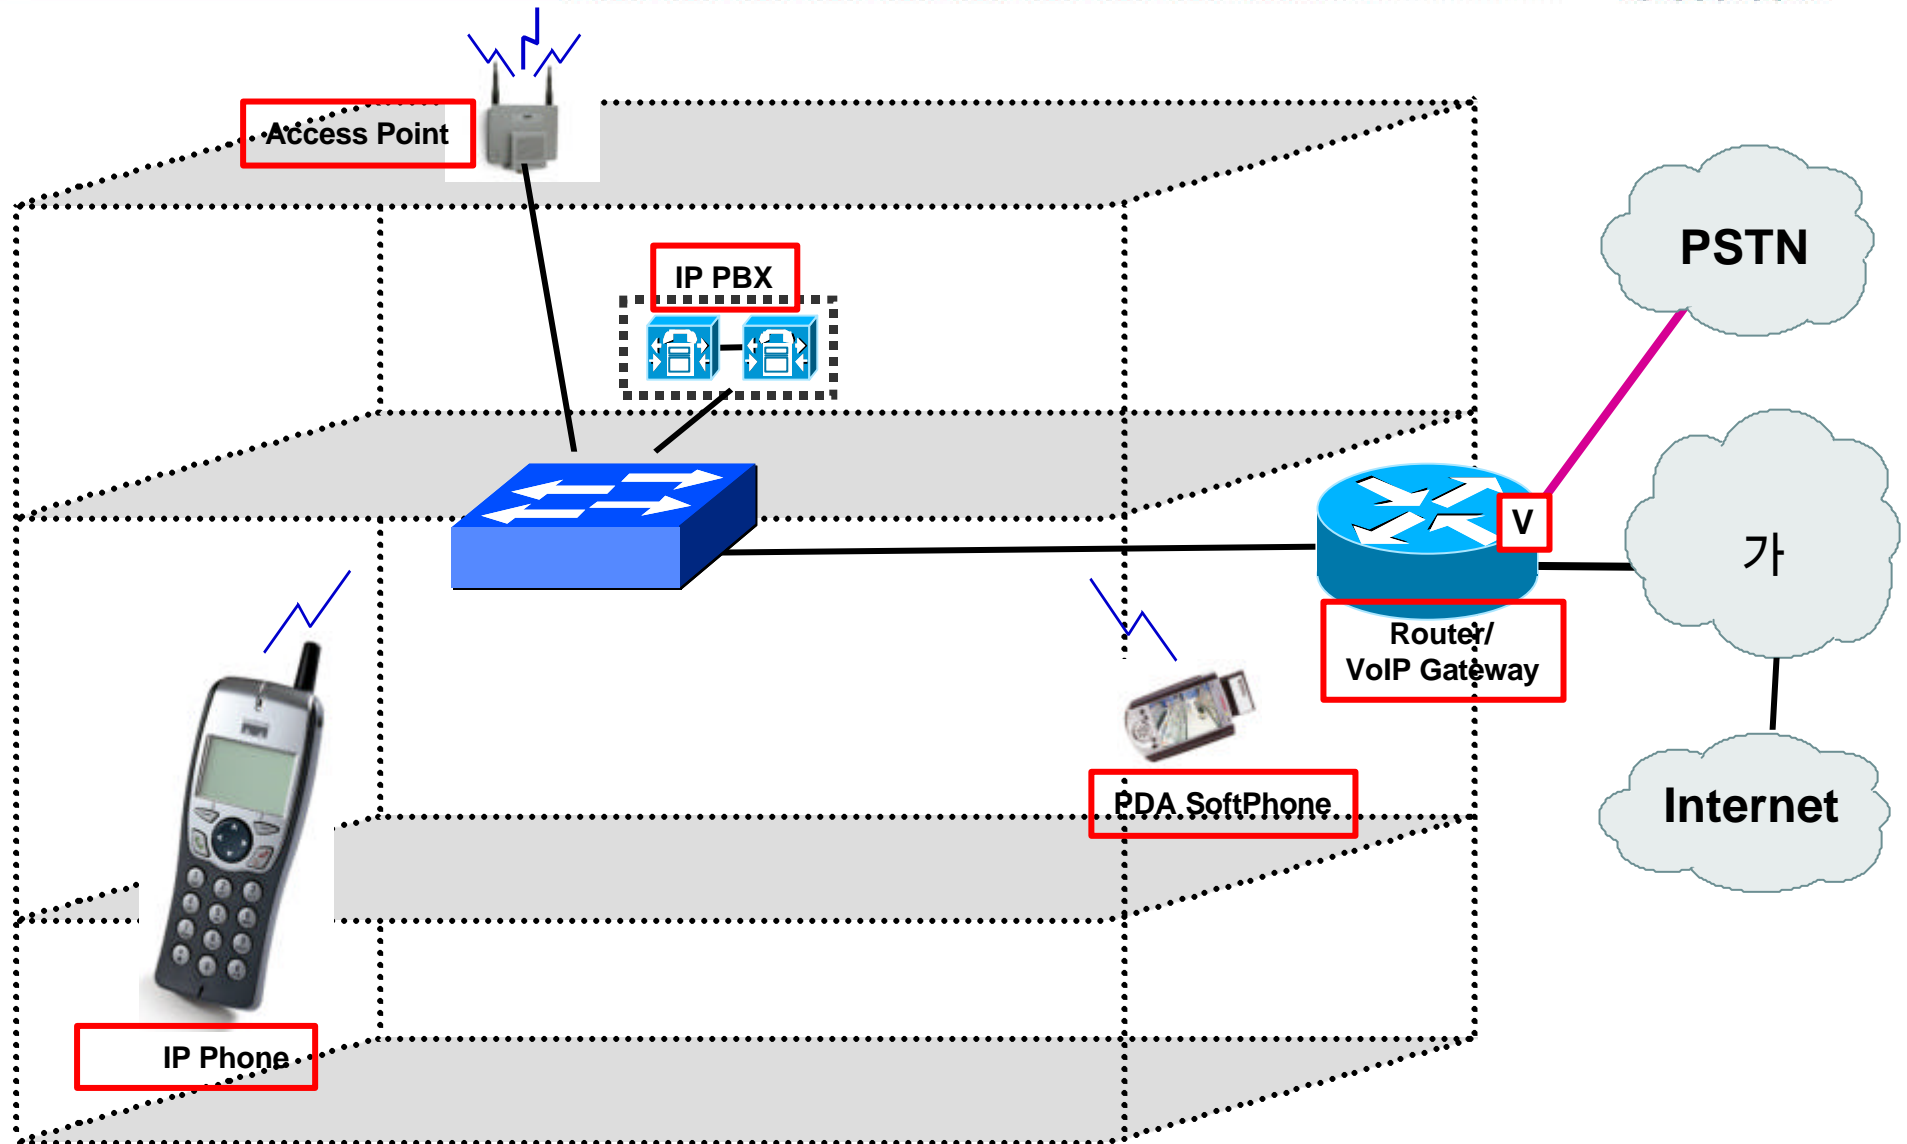 Access Point
IP PBX
PSTN
V
가
Router/
VoIP Gateway
PDA SoftPhone
Internet
IP Phone